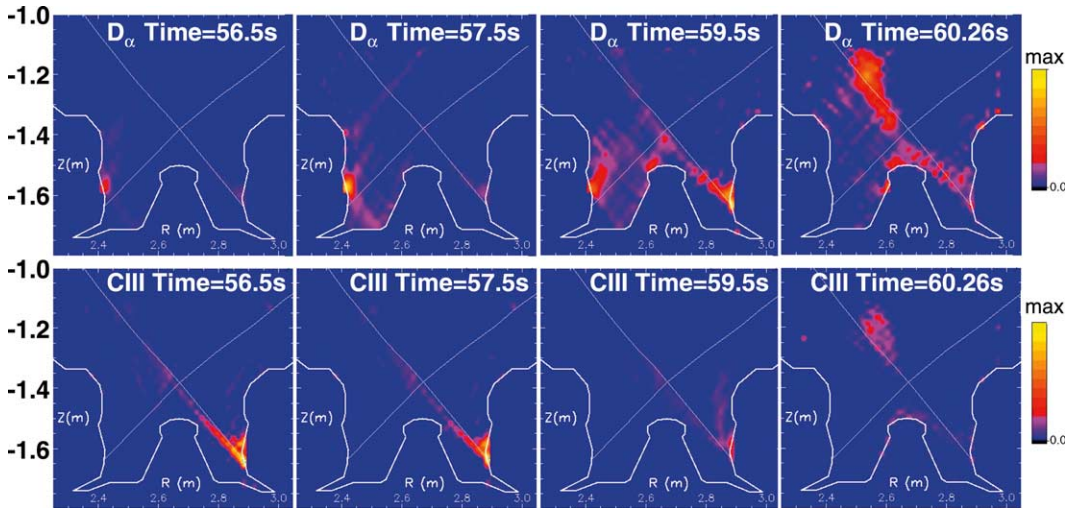 -1.0
-1.2
-1.4
-1.6
Dα Time=56.5s
Z(m)
R (m)
2.4 2.6 2.8 3.0
Dα Time=57.5s
Z(m)
R (m)
2.4 2.6 2.8 3.0
Dα Time=59.5s
Z(m)
R (m)
2.4 2.6 2.8 3.0
Dα Time=60.26s
Z(m)
R (m)
2.4 2.6 2.8 3.0
max
0.0
-1.0
-1.2
-1.4
-1.6
CIII Time=56.5s
Z(m)
R (m)
2.4 2.6 2.8 3.0
CIII Time=57.5s
Z(m)
R (m)
2.4 2.6 2.8 3.0
CIII Time=59.5s
Z(m)
R (m)
2.4 2.6 2.8 3.0
CIII Time=60.26s
Z(m)
R (m)
2.4 2.6 2.8 3.0
max
0.0